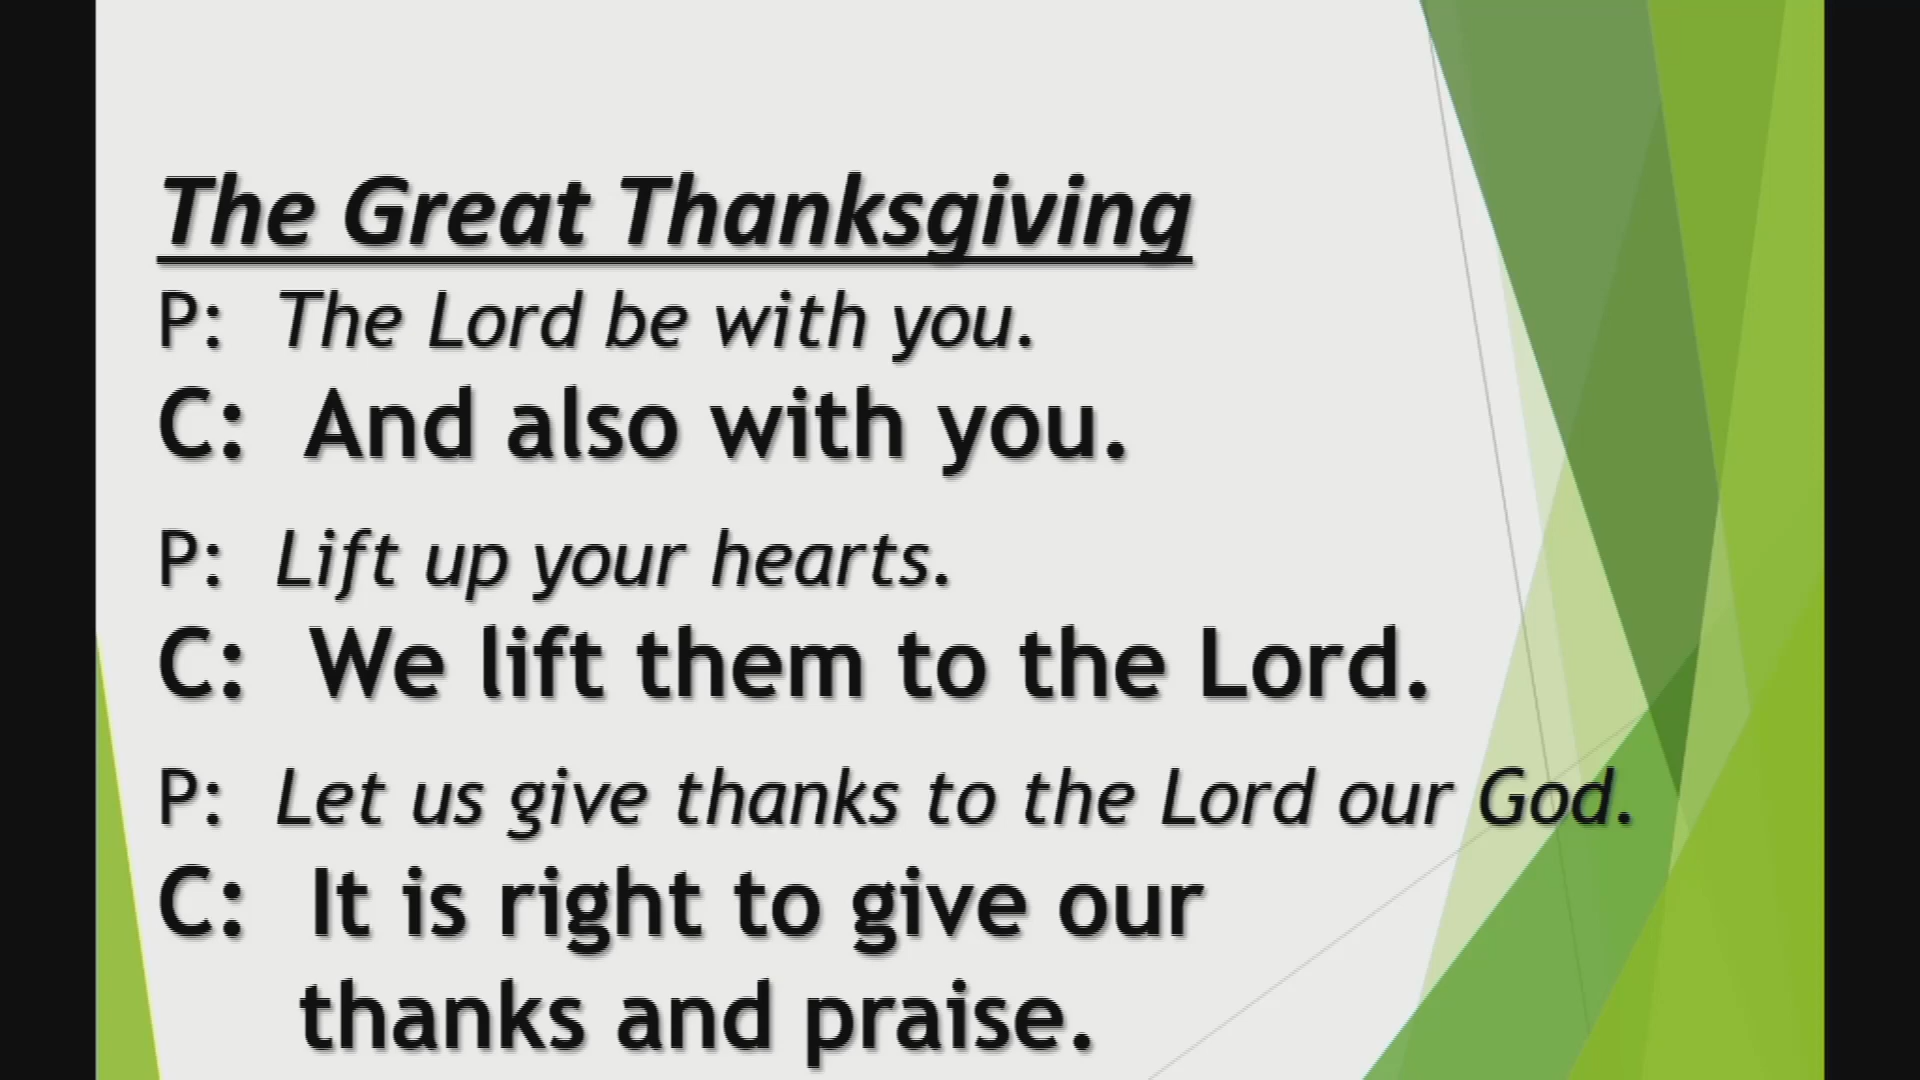 The Great Thanksgiving
P: The Lord be with you.
C: And also with you.
P: Lift up your hearts.
C: We lift them to the Lord.
P: Let us give thanks to the Lord our God.
C: It is right to give our
thanks and praise.